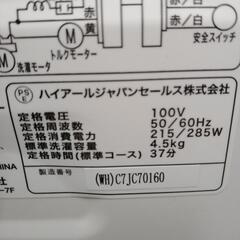 赤/
赤/白
黄
赤/白
M
トルクモーター
安全スイッチ
M
洗濯モータ
PS
E
ハイアールジャパンセールス株式会社
定格電圧 100V
定格周波数 50/60Hz
定格消費電力 215/285W
標準洗濯容量 4.5kg
定格時間(標準コース) 37分
製造番号 (WH)C7JC70160
HINA
社
-7F